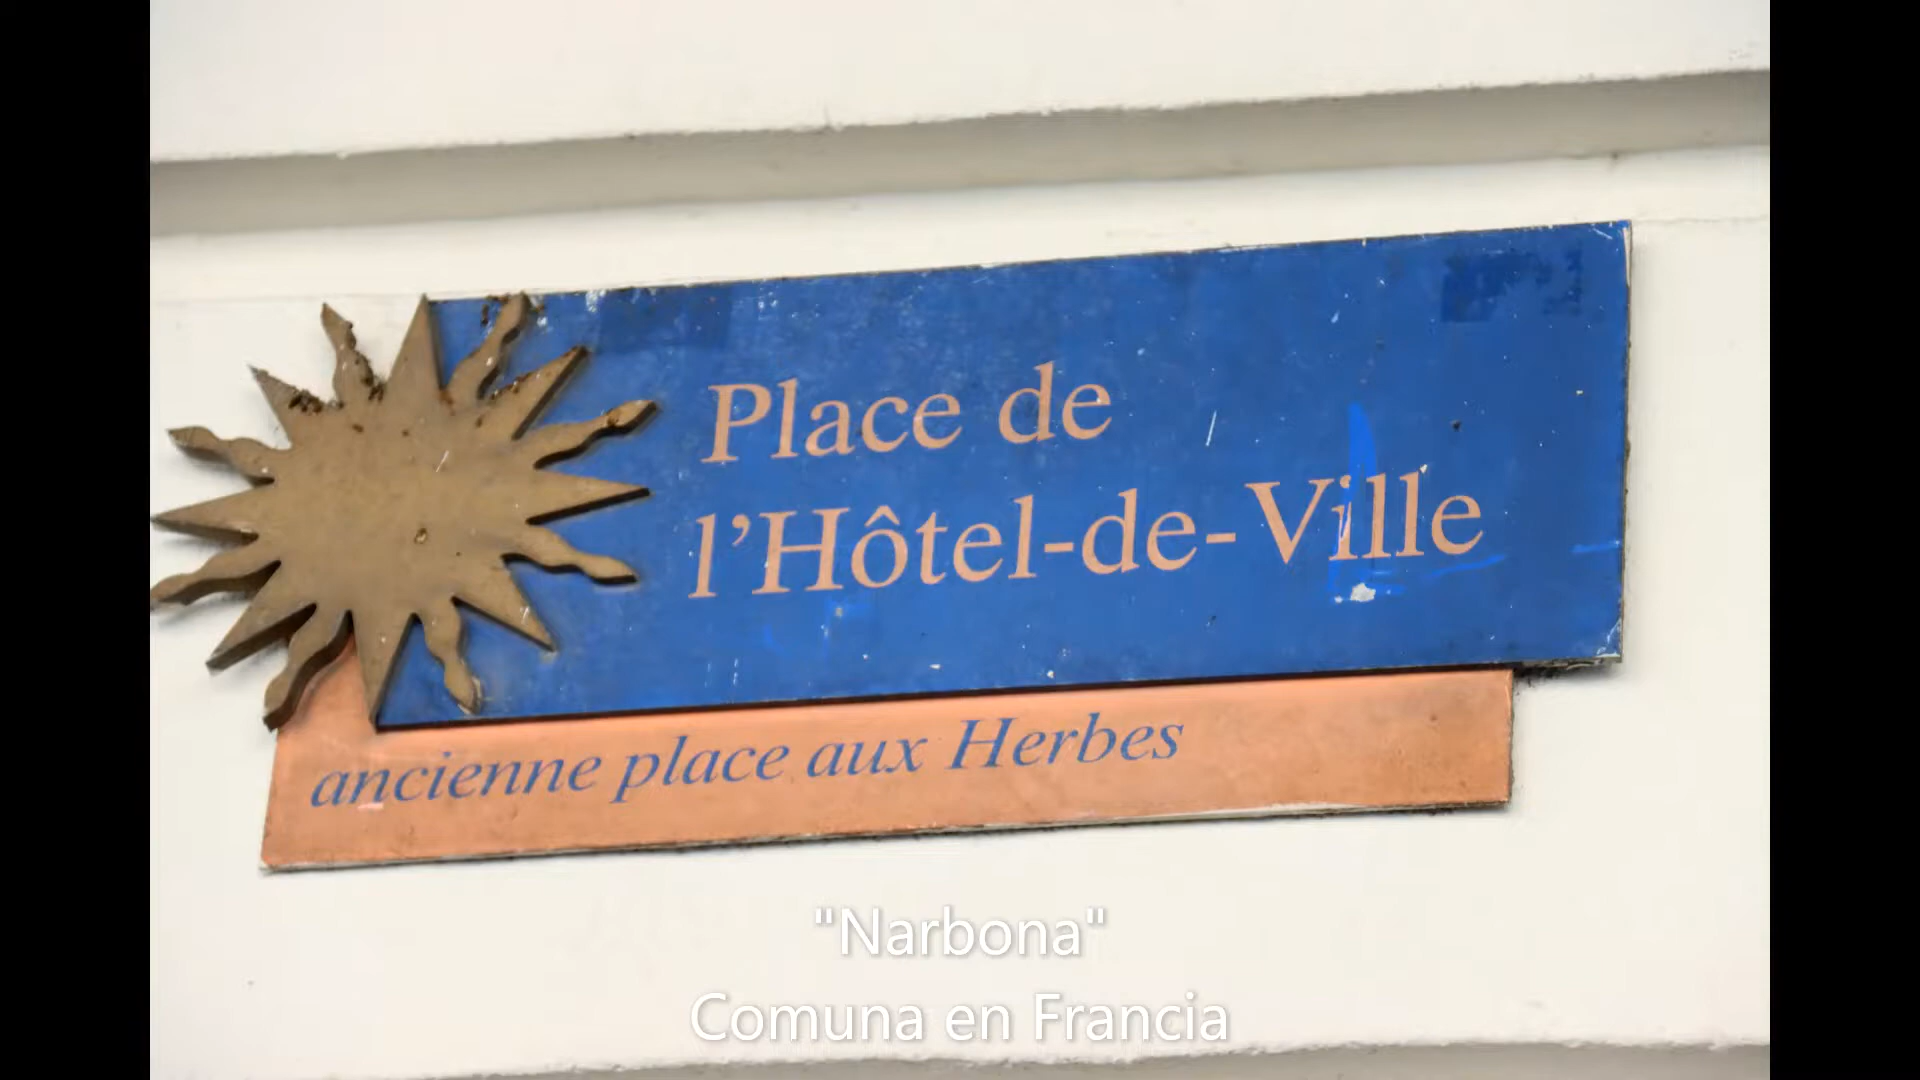 Place de
l'Hôtel-de-Ville
ancienne place aux Herbes
"Narbona"
Comuna en Francia